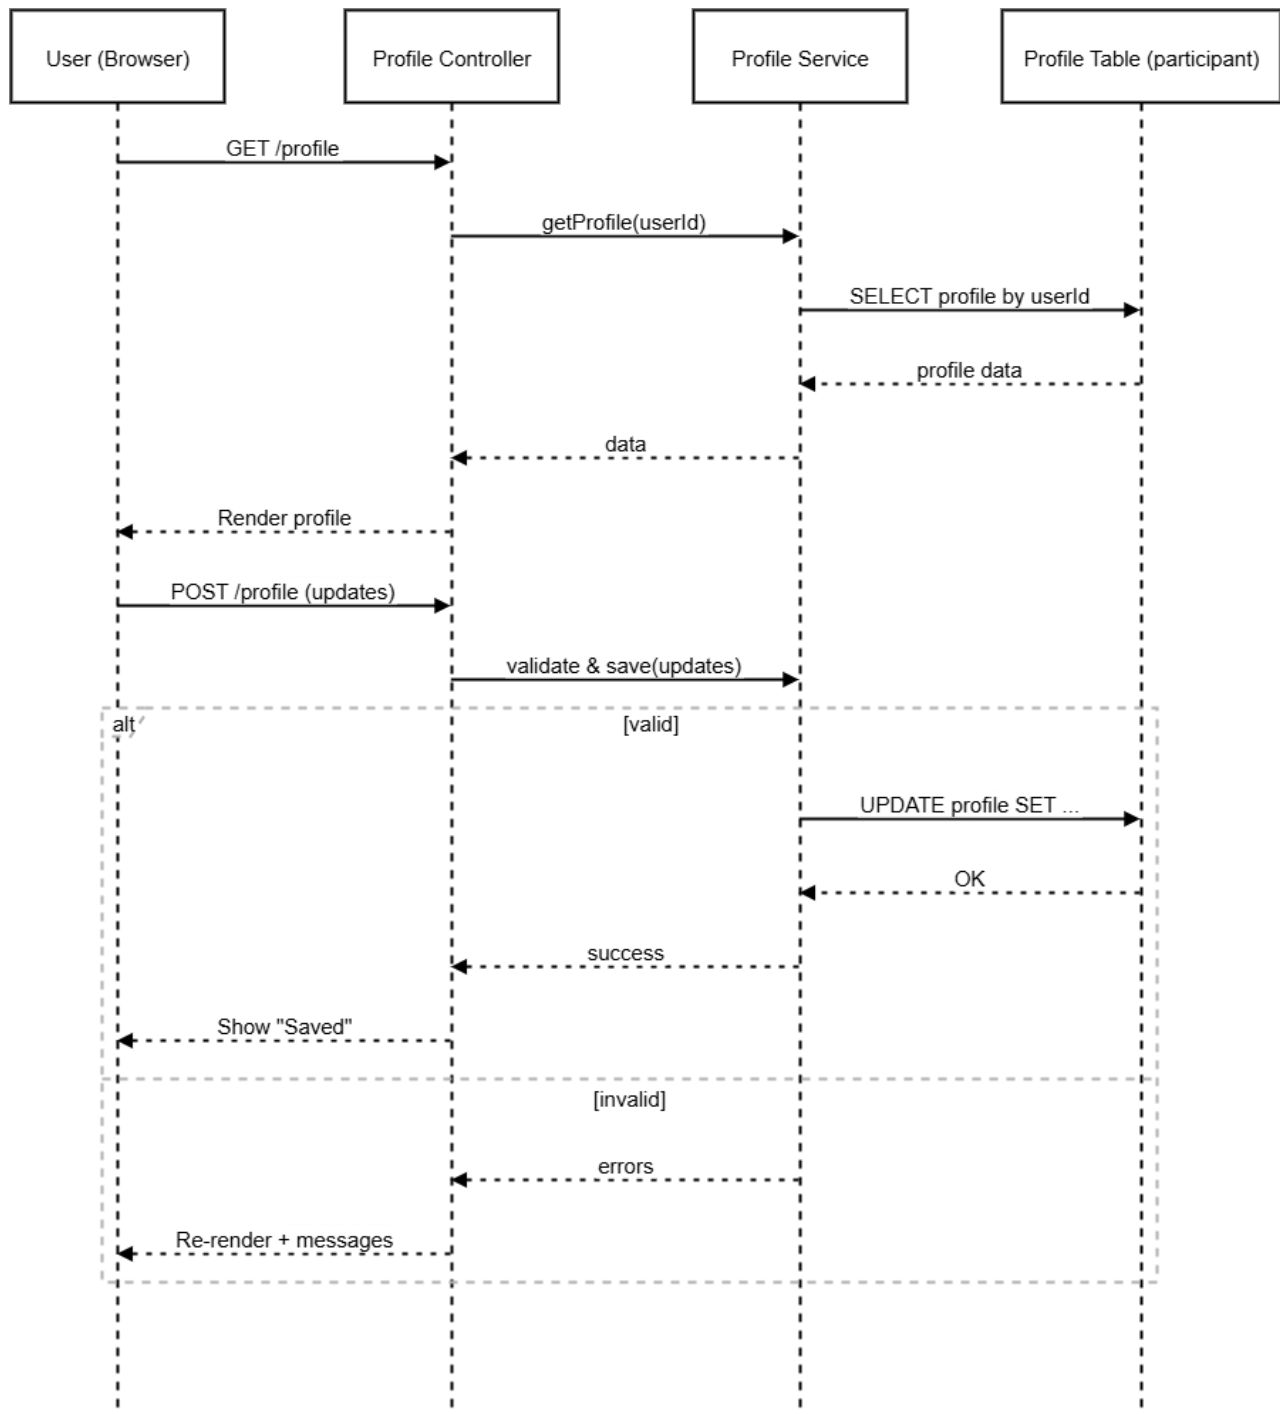 User (Browser)
Profile Controller
Profile Service
Profile Table (participant)
GET /profile
getProfile(userId)
SELECT profile by userId
profile data
data
Render profile
POST /profile (updates)
validate & save(updates)
alt
[valid]
UPDATE profile SET ...
OK
success
Show "Saved"
[invalid]
errors
Re-render + messages